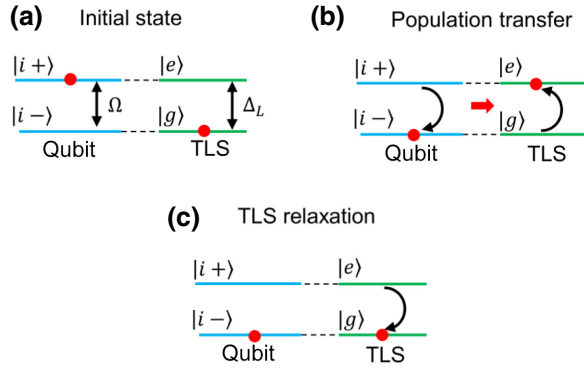 (a) Initial state
|i +⟩ |e⟩
Ω Δ_L
|i −⟩ |g⟩
Qubit TLS
(b) Population transfer
|i +⟩ |e⟩
|i −⟩ |g⟩
Qubit TLS
(c) TLS relaxation
|i +⟩ |e⟩
|i −⟩ |g⟩
Qubit TLS